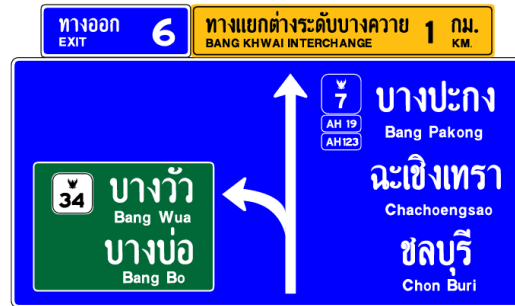 ทางออก
EXIT
6
ทางแยกต่างระดับบางควาย
BANG KHWAI INTERCHANGE
1
กม.
KM.
34
บางวัว
Bang Wua
บางบ่อ
Bang Bo
7
AH 19
AH123
บางปะกง
Bang Pakong
ฉะเชิงเทรา
Chachoengsao
ชลบุรี
Chon Buri